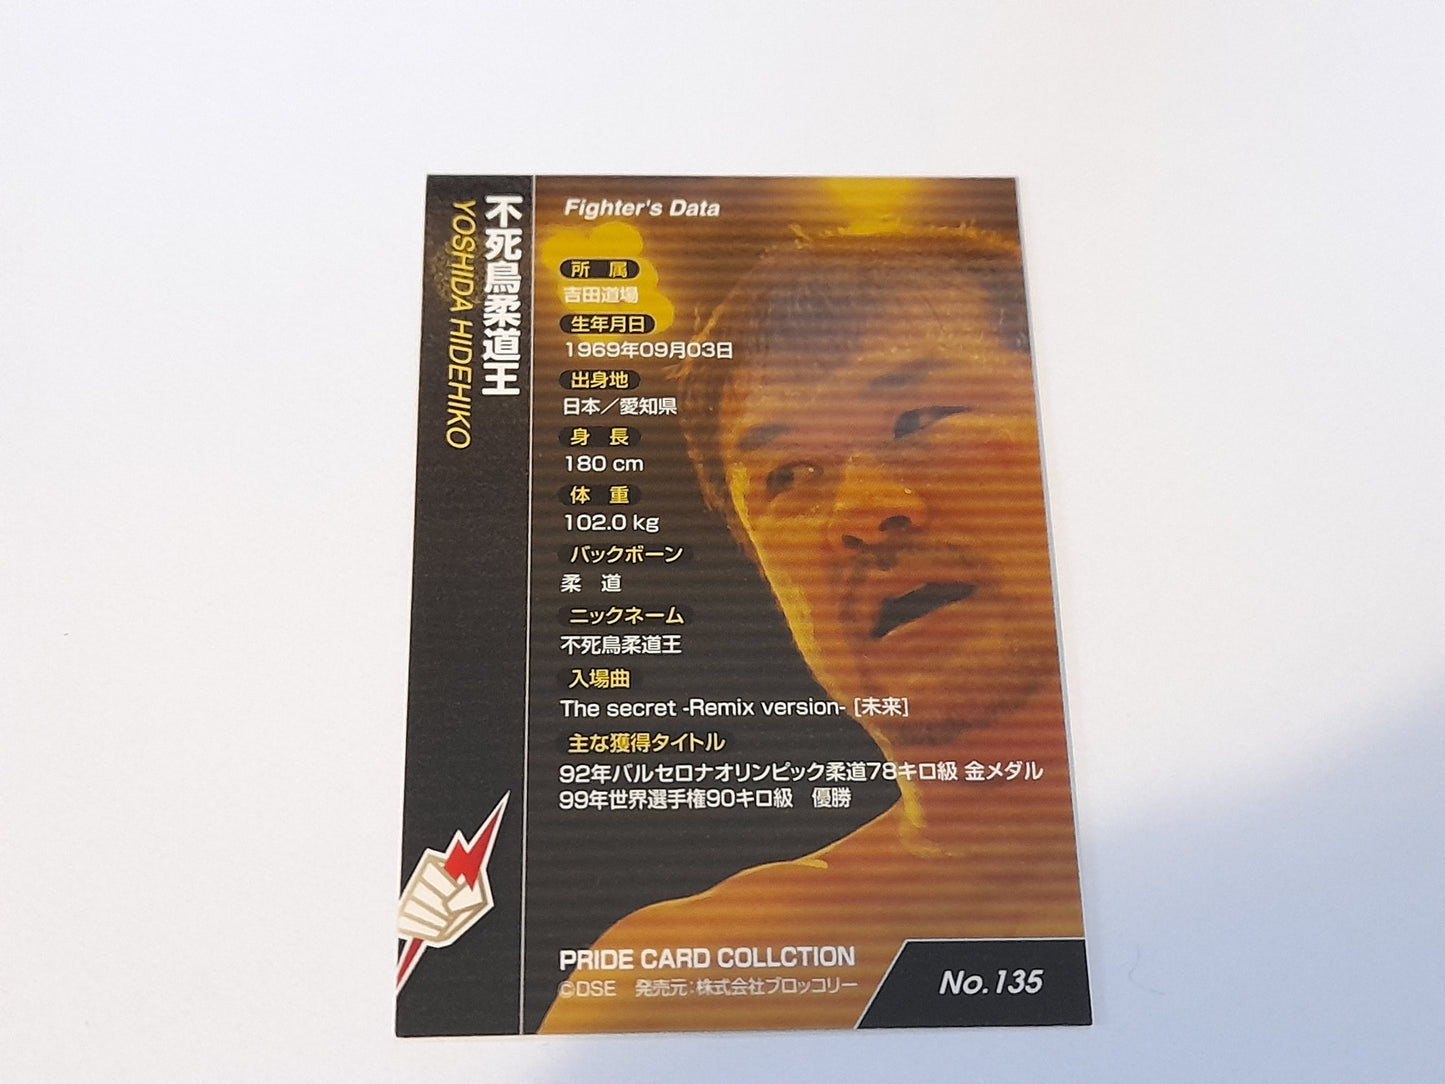 不死鳥柔道王
YOSHIDA HIDEHIKO
Fighter's Data
所 属
吉田道場
生年月日
1969年09月03日
出身地
日本／愛知県
身 長
180 cm
体 重
102.0 kg
バックボーン
柔 道
ニックネーム
不死鳥柔道王
入場曲
The secret -Remix version- [未来]
主な獲得タイトル
92年バルセロナオリンピック柔道78キロ級 金メダル
99年世界選手権90キロ級 優勝
PRIDE CARD COLLCTION
©DSE 発売元：株式会社ブロッコリー
No.135